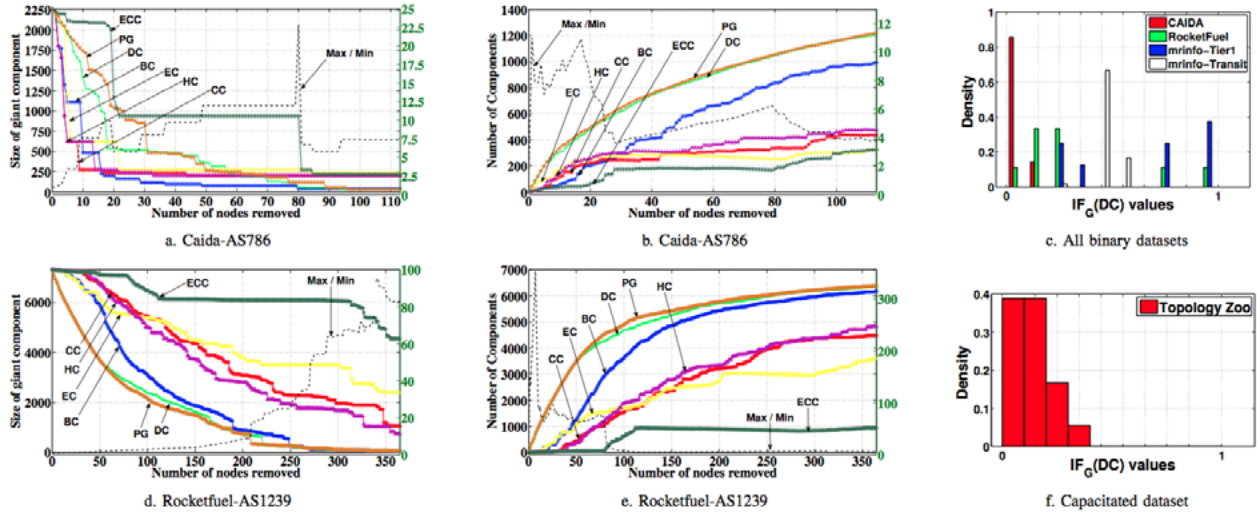 2250
2000
1750
1500
1250
1000
750
500
250
0
Size of giant component
ECC
PG
DC
BC
EC
HC
CC
Max / Min
25
22.5
20
17.5
15
12.5
10
7.5
5
2.5
0
0 10 20 30 40 50 60 70 80 90 100 110
Number of nodes removed
a. Caida-AS786
1400
1200
1000
800
600
400
200
0
Number of Components
Max /Min
EC
HC
CC
BC
ECC
PG
DC
12
10
8
6
4
2
0
0 20 40 60 80 100
Number of nodes removed
b. Caida-AS786
1
0.8
0.6
0.4
0.2
0
Density
CAIDA
RocketFuel
mrinfo-Tier1
mrinfo-Transit
0 1
IFG(DC) values
c. All binary datasets
6000
4000
2000
0
Size of giant component
ECC
Max / Min
CC
HC
EC
BC
PG
DC
100
80
60
40
20
0
0 50 100 150 200 250 300 350
Number of nodes removed
d. Rocketfuel-AS1239
7000
6000
5000
4000
3000
2000
1000
0
Number of Components
CC
EC
BC
DC
PG
HC
Max / Min
ECC
300
200
100
0
0 50 100 150 200 250 300 350
Number of nodes removed
e. Rocketfuel-AS1239
0.4
0.3
0.2
0.1
0
Density
Topology Zoo
0 1
IFG(DC) values
f. Capacitated dataset